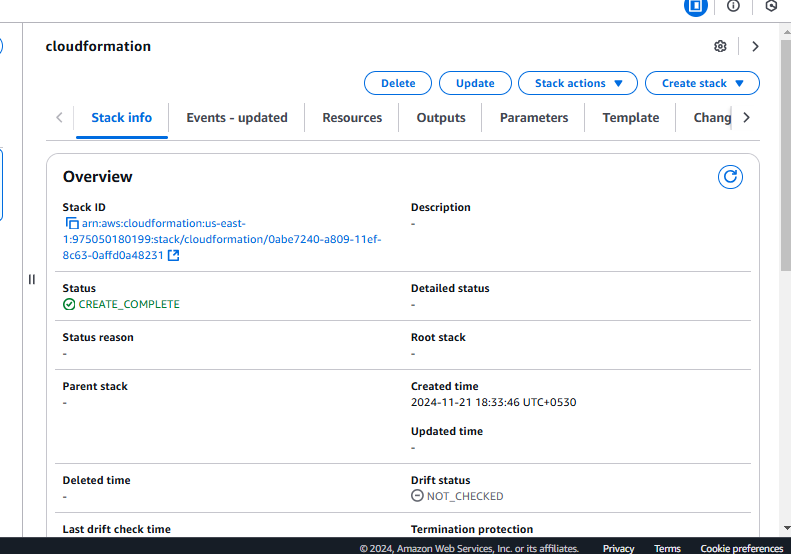 cloudformation
Delete
Update
Stack actions
Create stack
Stack info
Events - updated
Resources
Outputs
Parameters
Template
Chang
Overview
Stack ID
arn:aws:cloudformation:us-east-
1:975050180199:stack/cloudformation/0abe7240-a809-11ef-
8c63-0affd0a48231
Description
-
Status
CREATE_COMPLETE
Detailed status
-
Status reason
-
Root stack
-
Parent stack
-
Created time
2024-11-21 18:33:46 UTC+0530
Updated time
-
Deleted time
-
Drift status
NOT_CHECKED
Last drift check time
Termination protection
© 2024, Amazon Web Services, Inc. or its affiliates.
Privacy
Terms
Cookie preferences